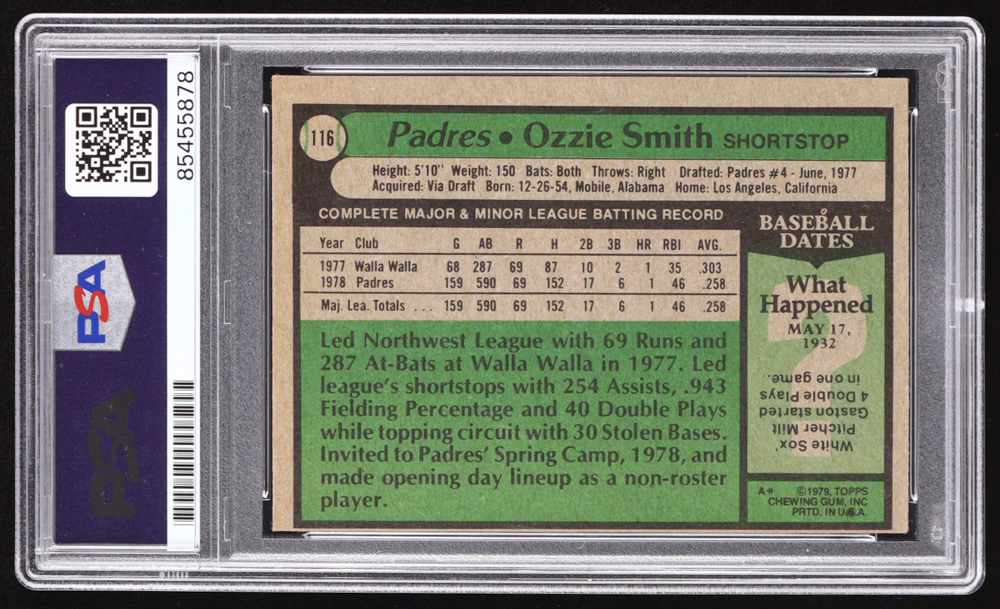 85455878
PSA
PSA
116
Padres • Ozzie Smith SHORTSTOP
Height: 5'10" Weight: 150 Bats: Both Throws: Right Drafted: Padres #4 - June, 1977
Acquired: Via Draft Born: 12-26-54, Mobile, Alabama Home: Los Angeles, California
COMPLETE MAJOR & MINOR LEAGUE BATTING RECORD
Year Club G AB R H 2B 3B HR RBI AVG.
1977 Walla Walla 68 287 69 87 10 2 1 35 .303
1978 Padres 159 590 69 152 17 6 1 46 .258
Maj. Lea. Totals . . . 159 590 69 152 17 6 1 46 .258
Led Northwest League with 69 Runs and
287 At-Bats at Walla Walla in 1977. Led
league's shortstops with 254 Assists, .943
Fielding Percentage and 40 Double Plays
while topping circuit with 30 Stolen Bases.
Invited to Padres' Spring Camp, 1978, and
made opening day lineup as a non-roster
player.
BASEBALL
DATES
What
Happened
MAY 17,
1932
?
White Sox'
Pitcher Milt
Gaston started
4 Double Plays
in one game.
A* ©1979, TOPPS
CHEWING GUM, INC
PRTD. IN U.S.A.